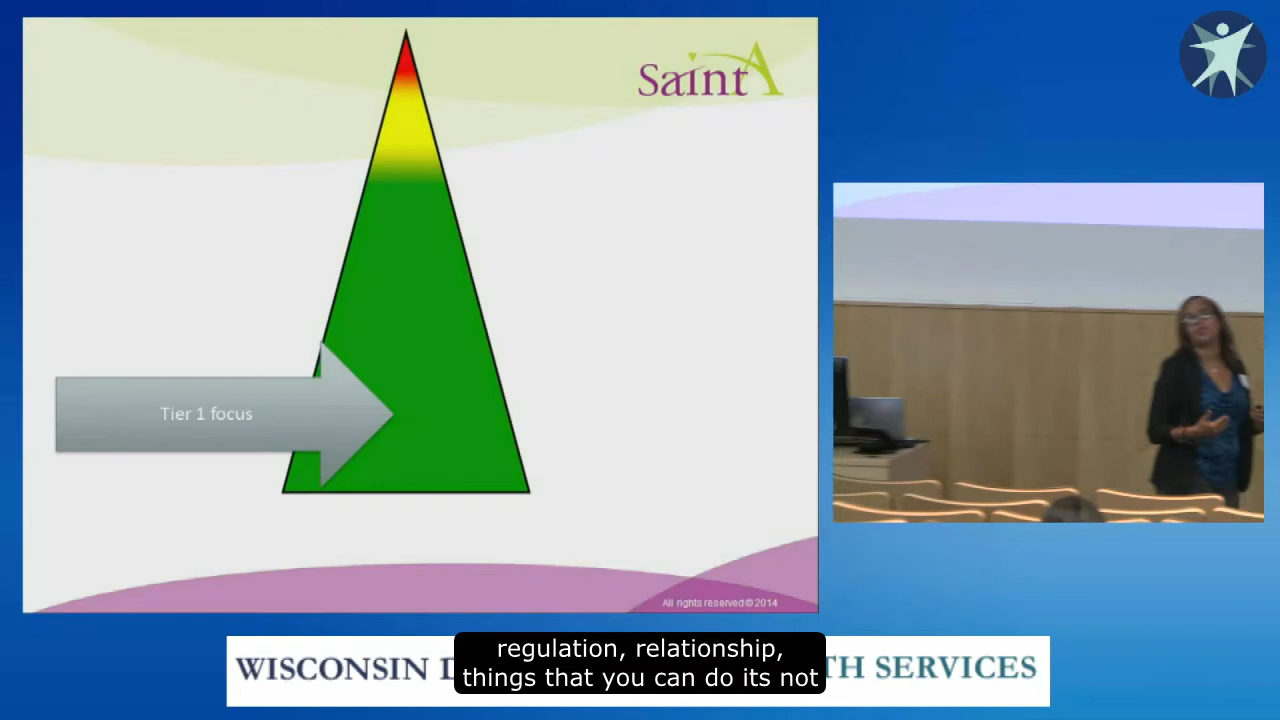 SaintA
Tier 1 focus
All rights reserved © 2014
WISCONSIN D TH SERVICES
regulation, relationship,
things that you can do its not